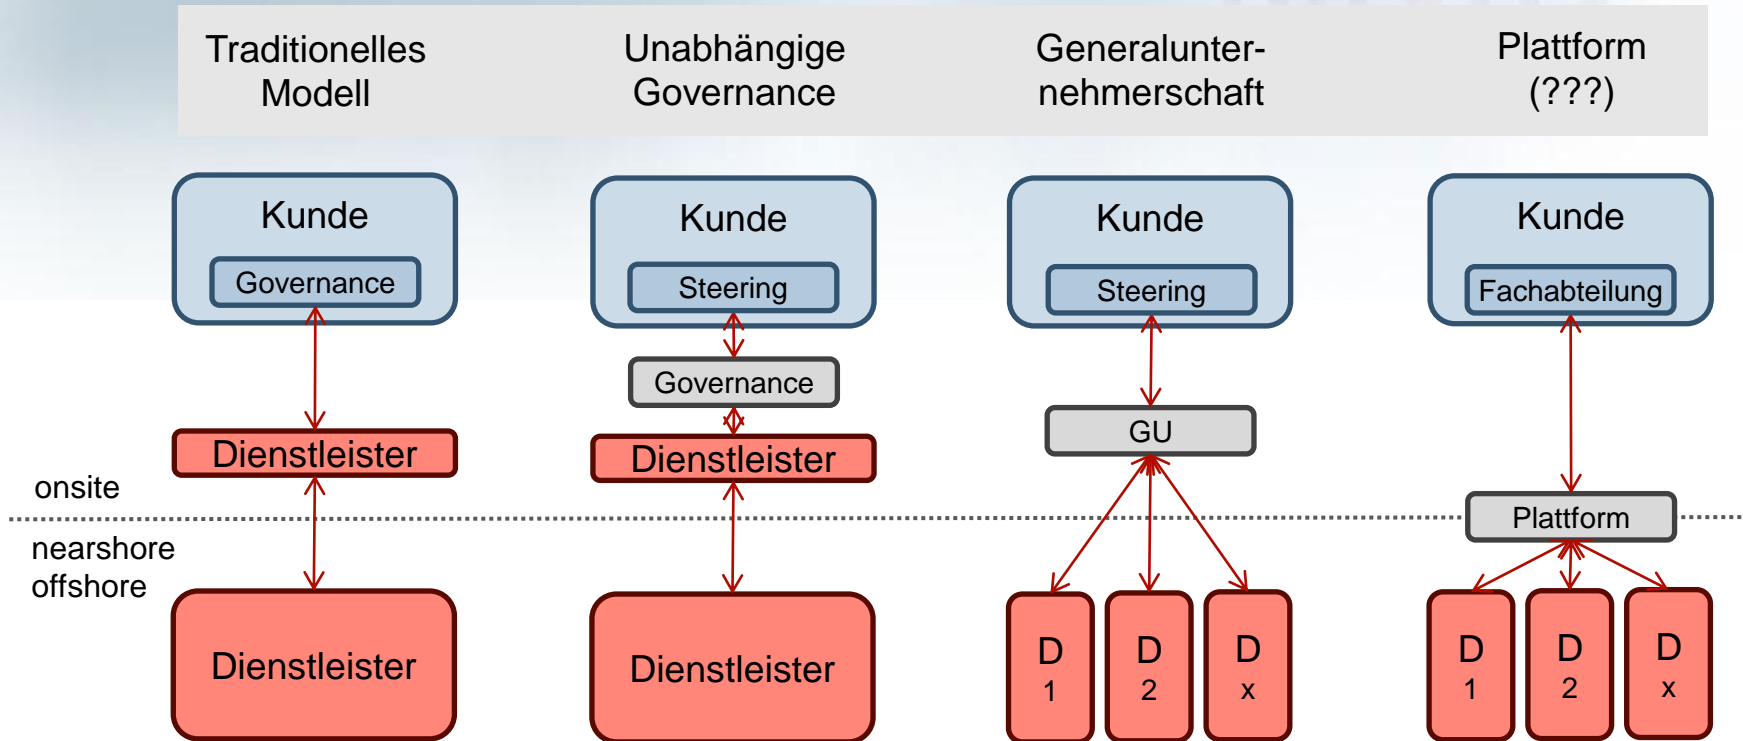 Traditionelles
Modell
Unabhängige
Governance
Generalunter-
nehmerschaft
Plattform
(???)
Kunde
Governance
Dienstleister
Dienstleister
Kunde
Steering
Governance
Dienstleister
Dienstleister
Kunde
Steering
GU
D
1
D
2
D
x
Kunde
Fachabteilung
Plattform
D
1
D
2
D
x
onsite
nearshore
offshore